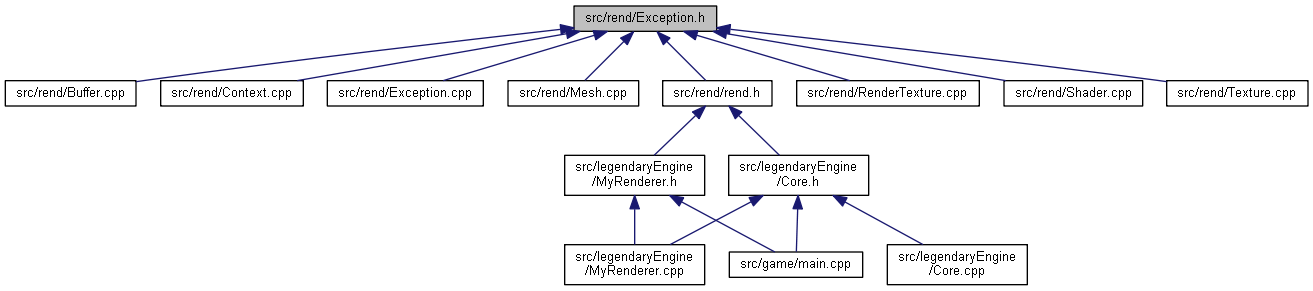 src/rend/Exception.h
src/rend/Buffer.cpp
src/rend/Context.cpp
src/rend/Exception.cpp
src/rend/Mesh.cpp
src/rend/rend.h
src/rend/RenderTexture.cpp
src/rend/Shader.cpp
src/rend/Texture.cpp
src/legendaryEngine
/MyRenderer.h
src/legendaryEngine
/Core.h
src/legendaryEngine
/MyRenderer.cpp
src/game/main.cpp
src/legendaryEngine
/Core.cpp